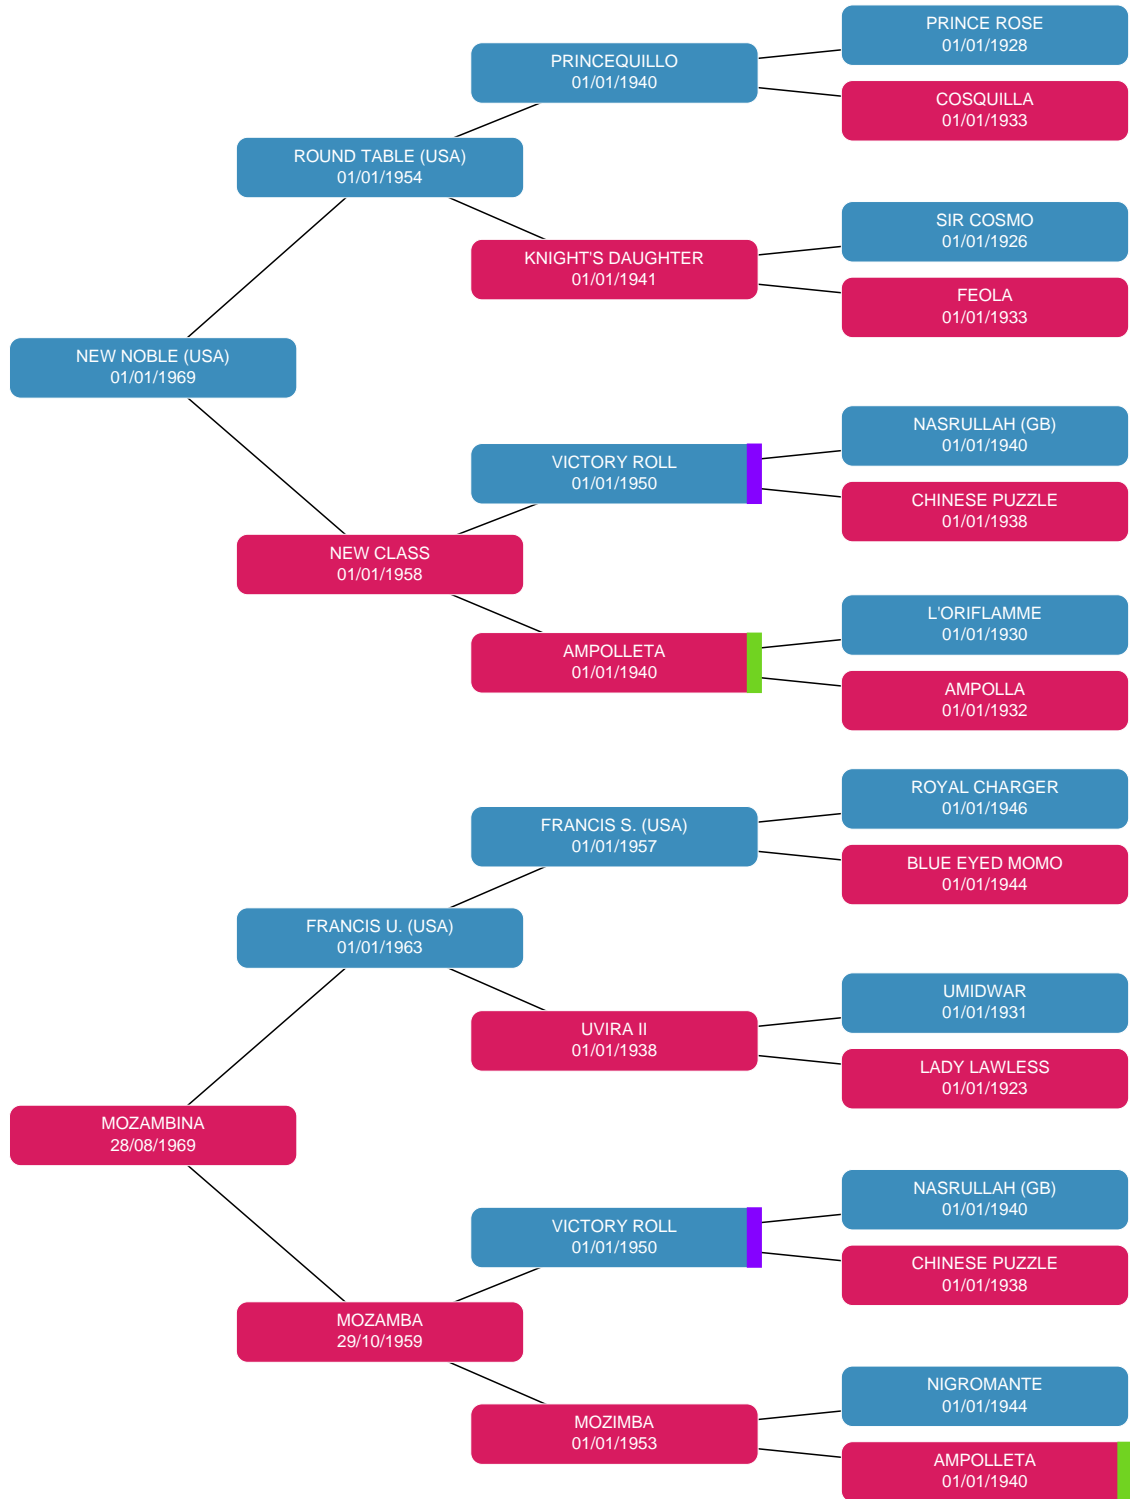 PRINCE ROSE
01/01/1928
PRINCEQUILLO
01/01/1940
COSQUILLA
01/01/1933
ROUND TABLE (USA)
01/01/1954
SIR COSMO
01/01/1926
KNIGHT'S DAUGHTER
01/01/1941
FEOLA
01/01/1933
NEW NOBLE (USA)
01/01/1969
NASRULLAH (GB)
01/01/1940
VICTORY ROLL
01/01/1950
CHINESE PUZZLE
01/01/1938
NEW CLASS
01/01/1958
L'ORIFLAMME
01/01/1930
AMPOLLETA
01/01/1940
AMPOLLA
01/01/1932
ROYAL CHARGER
01/01/1946
FRANCIS S. (USA)
01/01/1957
BLUE EYED MOMO
01/01/1944
FRANCIS U. (USA)
01/01/1963
UMIDWAR
01/01/1931
UVIRA II
01/01/1938
LADY LAWLESS
01/01/1923
MOZAMBINA
28/08/1969
NASRULLAH (GB)
01/01/1940
VICTORY ROLL
01/01/1950
CHINESE PUZZLE
01/01/1938
MOZAMBA
29/10/1959
NIGROMANTE
01/01/1944
MOZIMBA
01/01/1953
AMPOLLETA
01/01/1940